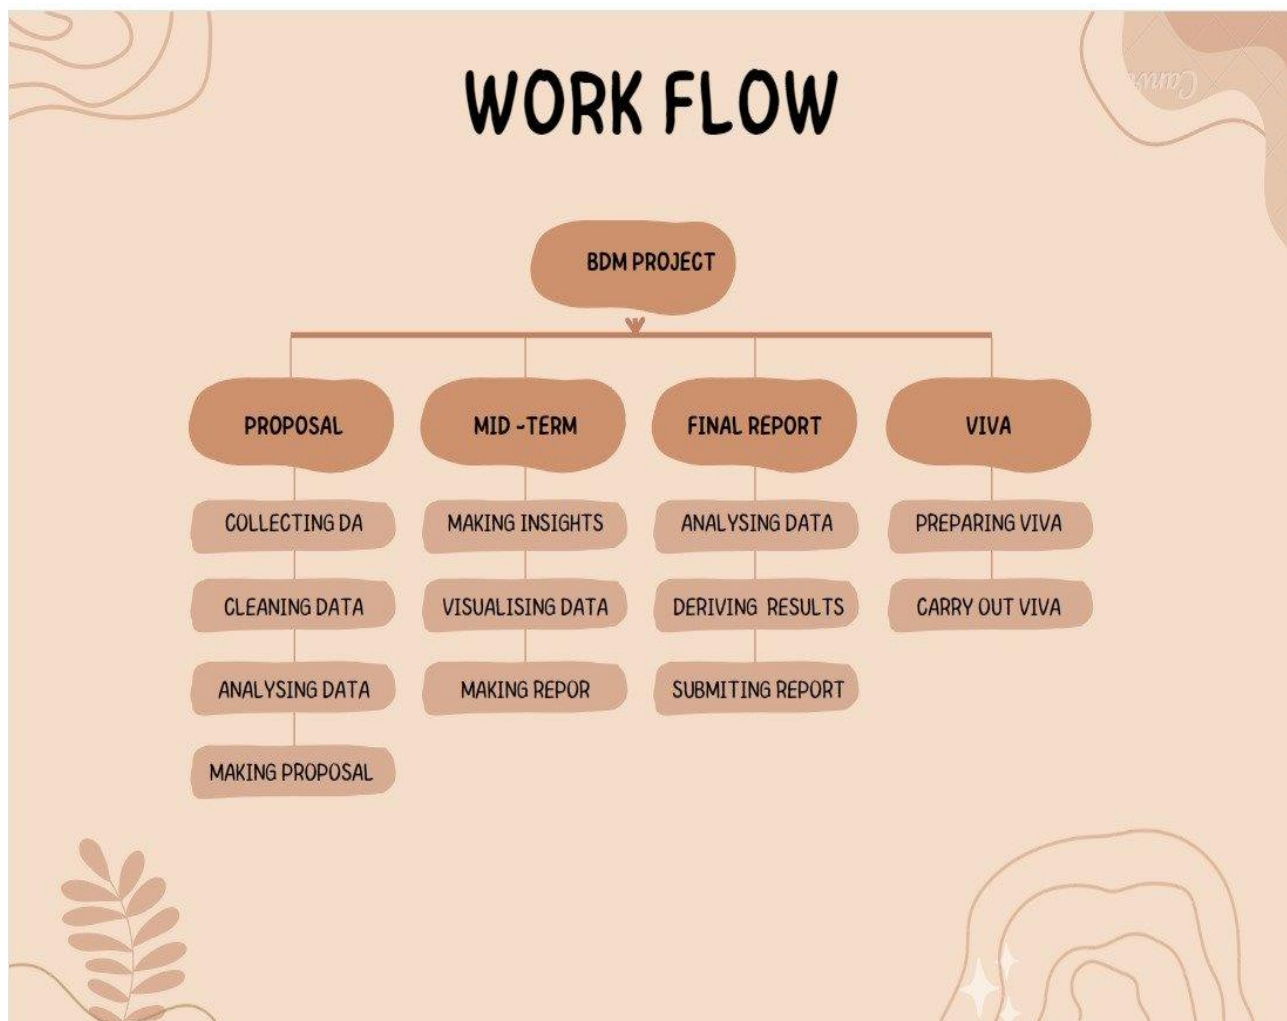 WORK FLOW
BDM PROJECT
PROPOSAL
COLLECTING DA
CLEANING DATA
ANALYSING DATA
MAKING PROPOSAL
MID -TERM
MAKING INSIGHTS
VISUALISING DATA
MAKING REPOR
FINAL REPORT
ANALYSING DATA
DERIVING RESULTS
SUBMITING REPORT
VIVA
PREPARING VIVA
CARRY OUT VIVA